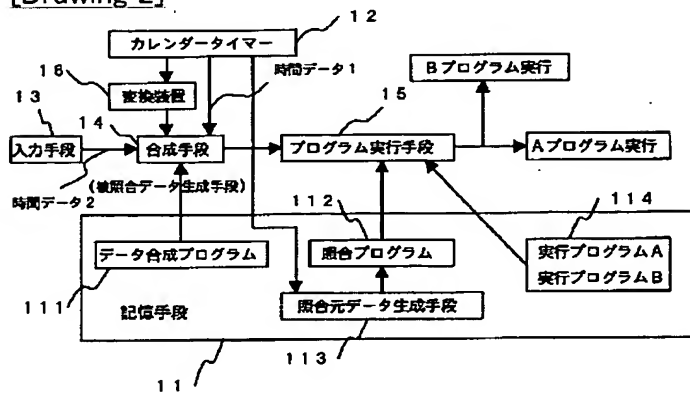 [Drawing 2]
12
カレンダータイマー
16
時間データ1
Bプログラム実行
変換装置
13
14
15
入力手段
合成手段
プログラム実行手段
Aプログラム実行
(被照合データ生成手段)
時間データ2
112
114
データ合成プログラム
照合プログラム
実行プログラムA
実行プログラムB
111
記憶手段
照合元データ生成手段
113
11